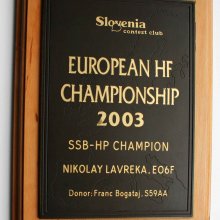 Slovenia
contest club
EUROPEAN HF
CHAMPIONSHIP
2003
SSB-HP CHAMPION
NIKOLAY LAVREKA, EO6F
Donor: Franc Bogataj, S59AA